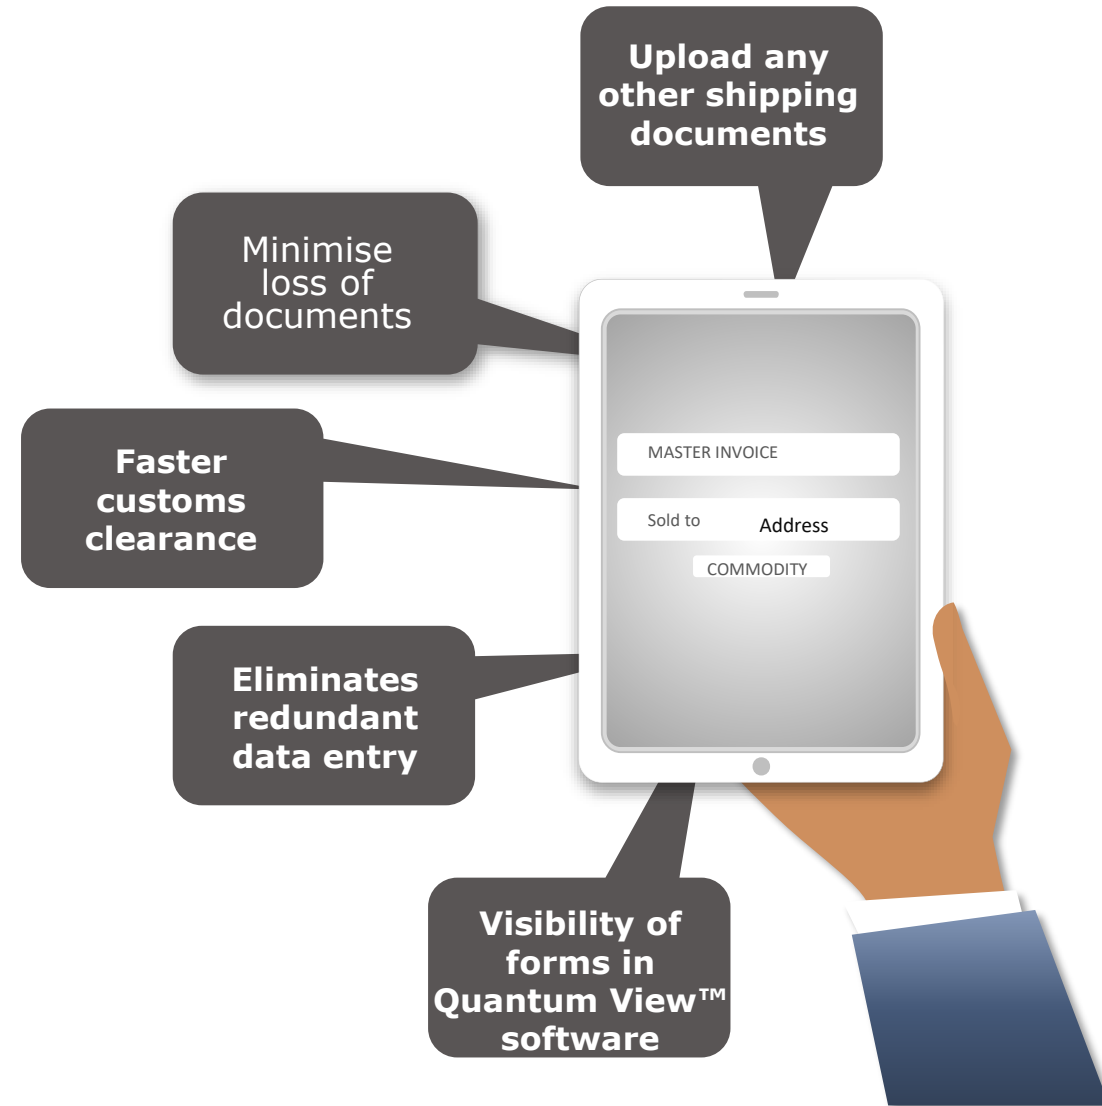 Upload any
other shipping
documents
Minimise
loss of
documents
Faster
customs
clearance
Eliminates
redundant
data entry
Visibility of
forms in
Quantum View™
software
MASTER INVOICE
Sold to Address
COMMODITY